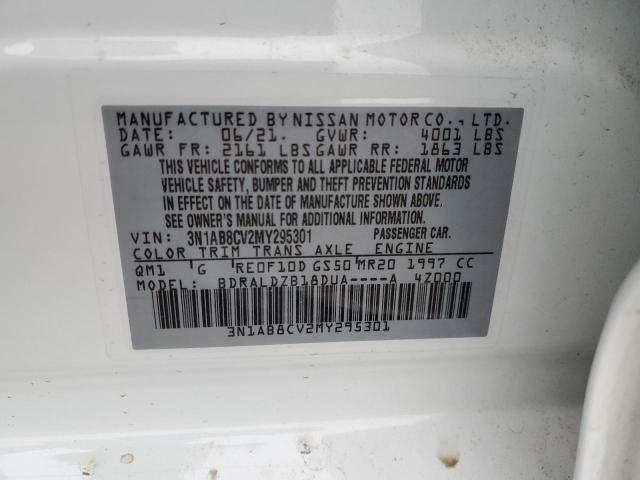 MANUFACTURED BY NISSAN MOTOR CO., LTD.
DATE: 06/21. GVWR: 4001 LBS
GAWR FR: 2161 LBS GAWR RR: 1863 LBS
THIS VEHICLE CONFORMS TO ALL APPLICABLE FEDERAL MOTOR
VEHICLE SAFETY, BUMPER AND THEFT PREVENTION STANDARDS
IN EFFECT ON THE DATE OF MANUFACTURE SHOWN ABOVE.
SEE OWNER'S MANUAL FOR ADDITIONAL INFORMATION.
VIN: 3N1AB8CV2MY295301 PASSENGER CAR.
COLOR TRIM TRANS AXLE ENGINE
QM1 G RE0F10D GS50 MR20 1997 CC
MODEL: BDRALDZB18DUA----A 4Z000
3N1AB8CV2MY295301